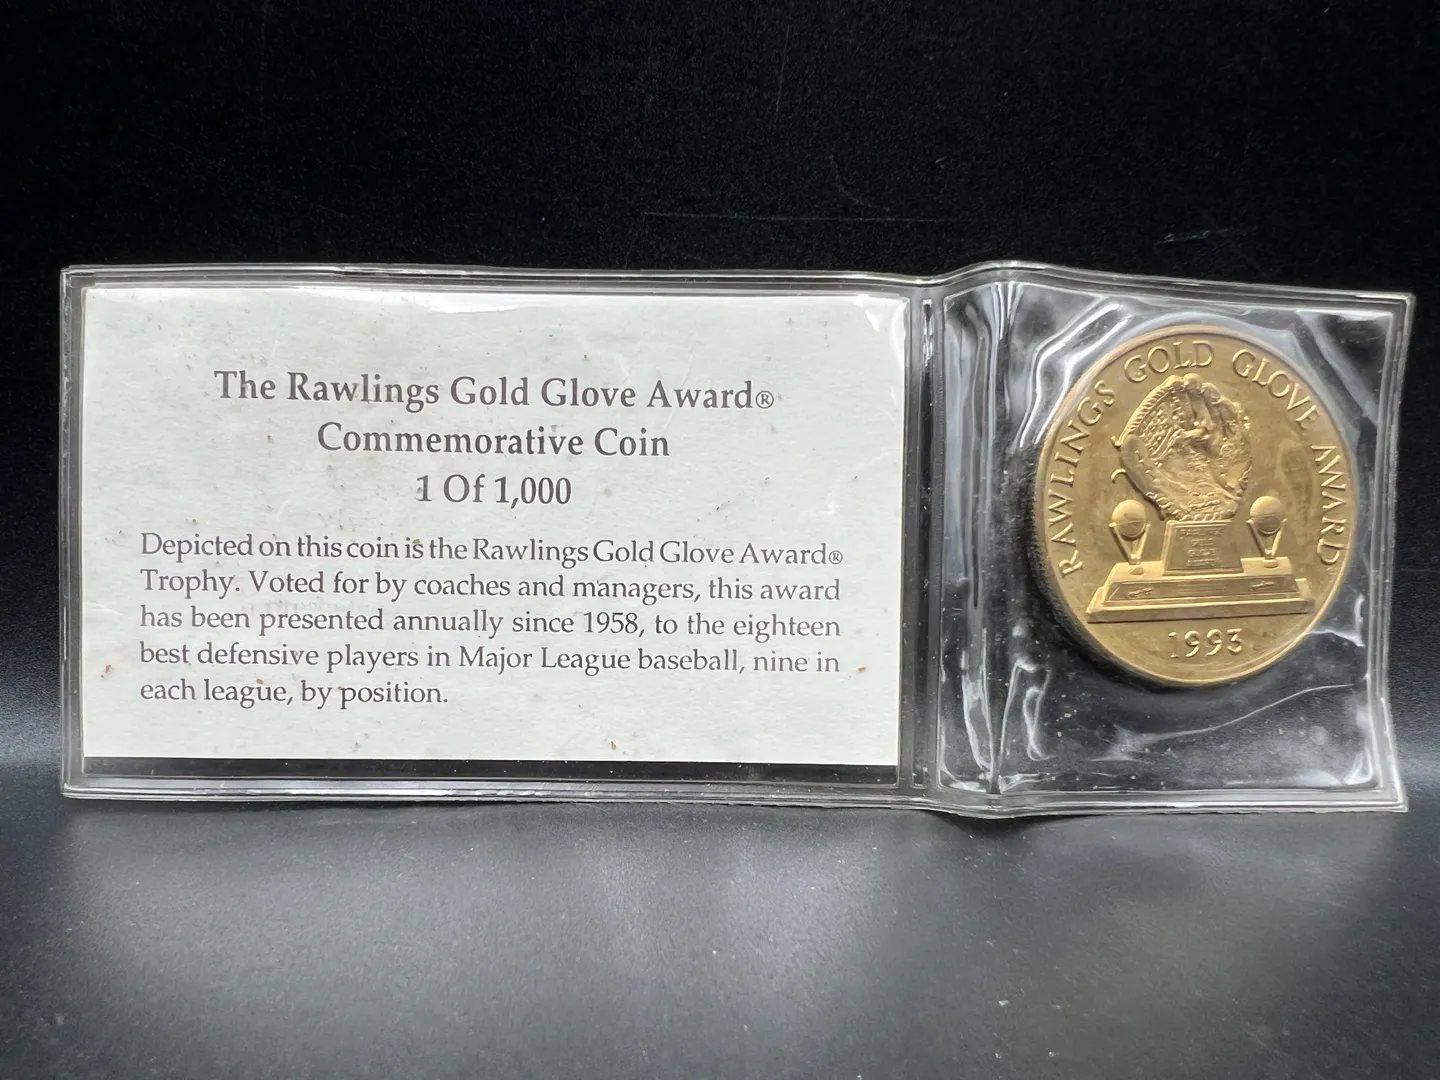 The Rawlings Gold Glove Award®
Commemorative Coin
1 Of 1,000
Depicted on this coin is the Rawlings Gold Glove Award®
Trophy. Voted for by coaches and managers, this award
has been presented annually since 1958, to the eighteen
best defensive players in Major League baseball, nine in
each league, by position.
RAWLINGS GOLD GLOVE AWARD
1993